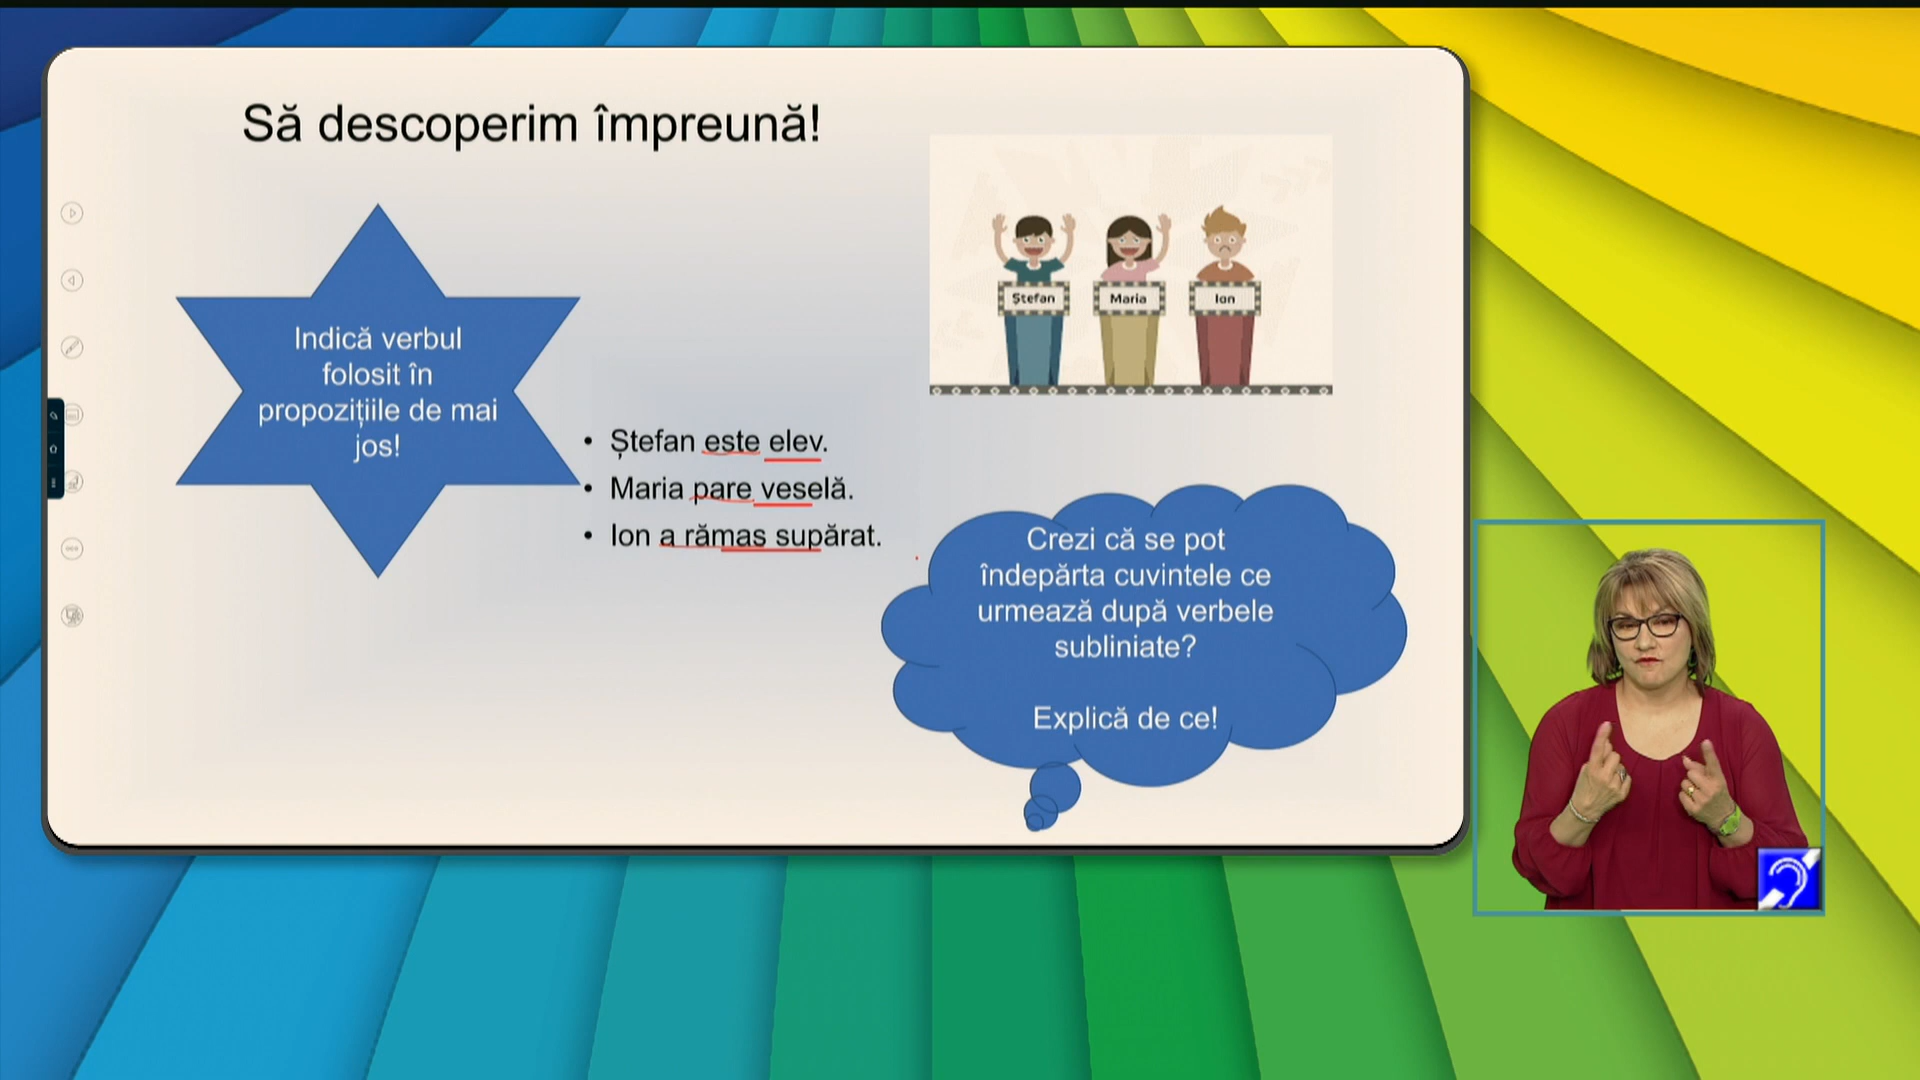 Să descoperim împreună!
Indică verbul
folosit în
propozițiile de mai
jos!
Ștefan
Maria
Ion
• Ștefan este elev.
• Maria pare veselă.
• Ion a rămas supărat.
Crezi că se pot
îndepărta cuvintele ce
urmează după verbele
subliniate?
Explică de ce!